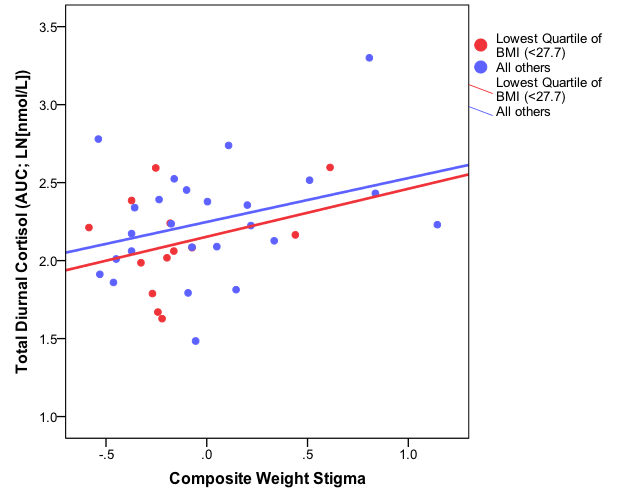 3.5
3.0
2.5
2.0
1.5
1.0
Total Diurnal Cortisol (AUC; LN[nmol/L])
-.5
.0
.5
1.0
Composite Weight Stigma
Lowest Quartile of
BMI (<27.7)
All others
Lowest Quartile of
BMI (<27.7)
All others